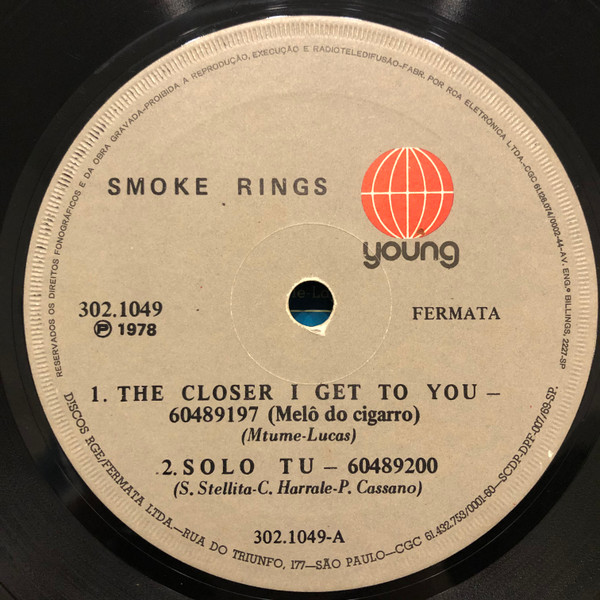 RESERVADOS OS DIREITOS FONOGRÁFICOS E DA OBRA GRAVADA-PROIBIDA A REPRODUÇÃO, EXECUÇÃO E RADIOTELEDIFUSÃO-FABR. POR RCA ELETRÔNICA LTDA.-CGC 61.126.074/0002-44-AV. ENG.º BILLINGS, 2227-SP
SMOKE RINGS
young
302.1049
Ⓟ 1978
FERMATA
1. THE CLOSER I GET TO YOU –
60489197 (Melô do cigarro)
(Mtume-Lucas)
2. SOLO TU – 60489200
(S. Stellita-C. Harrale-P. Cassano)
302.1049-A
DISCOS RGE/FERMATA LTDA.—RUA DO TRIUNFO, 177—SÃO PAULO—CGC 61.432.753/0001-60—SCDP-DPF-007/69-SP.